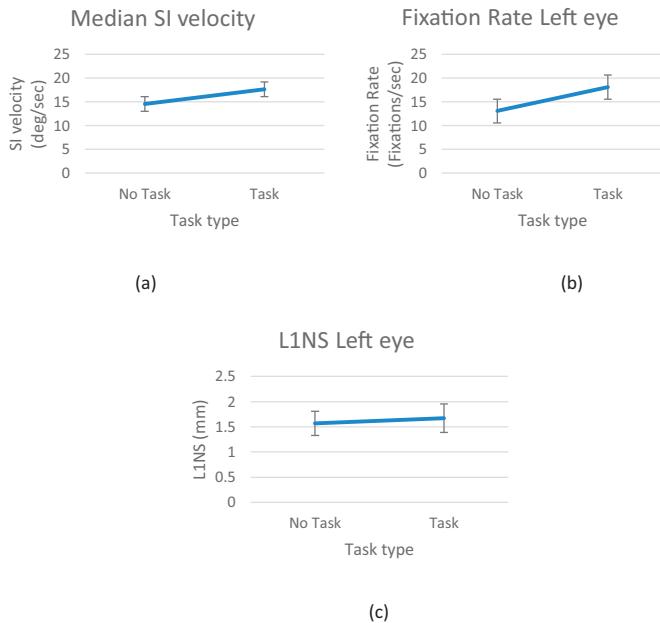 Median SI velocity
SI velocity
(deg/sec)
25
20
15
10
5
0
No Task
Task
Task type
(a)
Fixation Rate Left eye
Fixation Rate
(Fixations/sec)
25
20
15
10
5
0
No Task
Task
Task type
(b)
L1NS Left eye
L1NS (mm)
2.5
2
1.5
1
0.5
0
No Task
Task
Task type
(c)